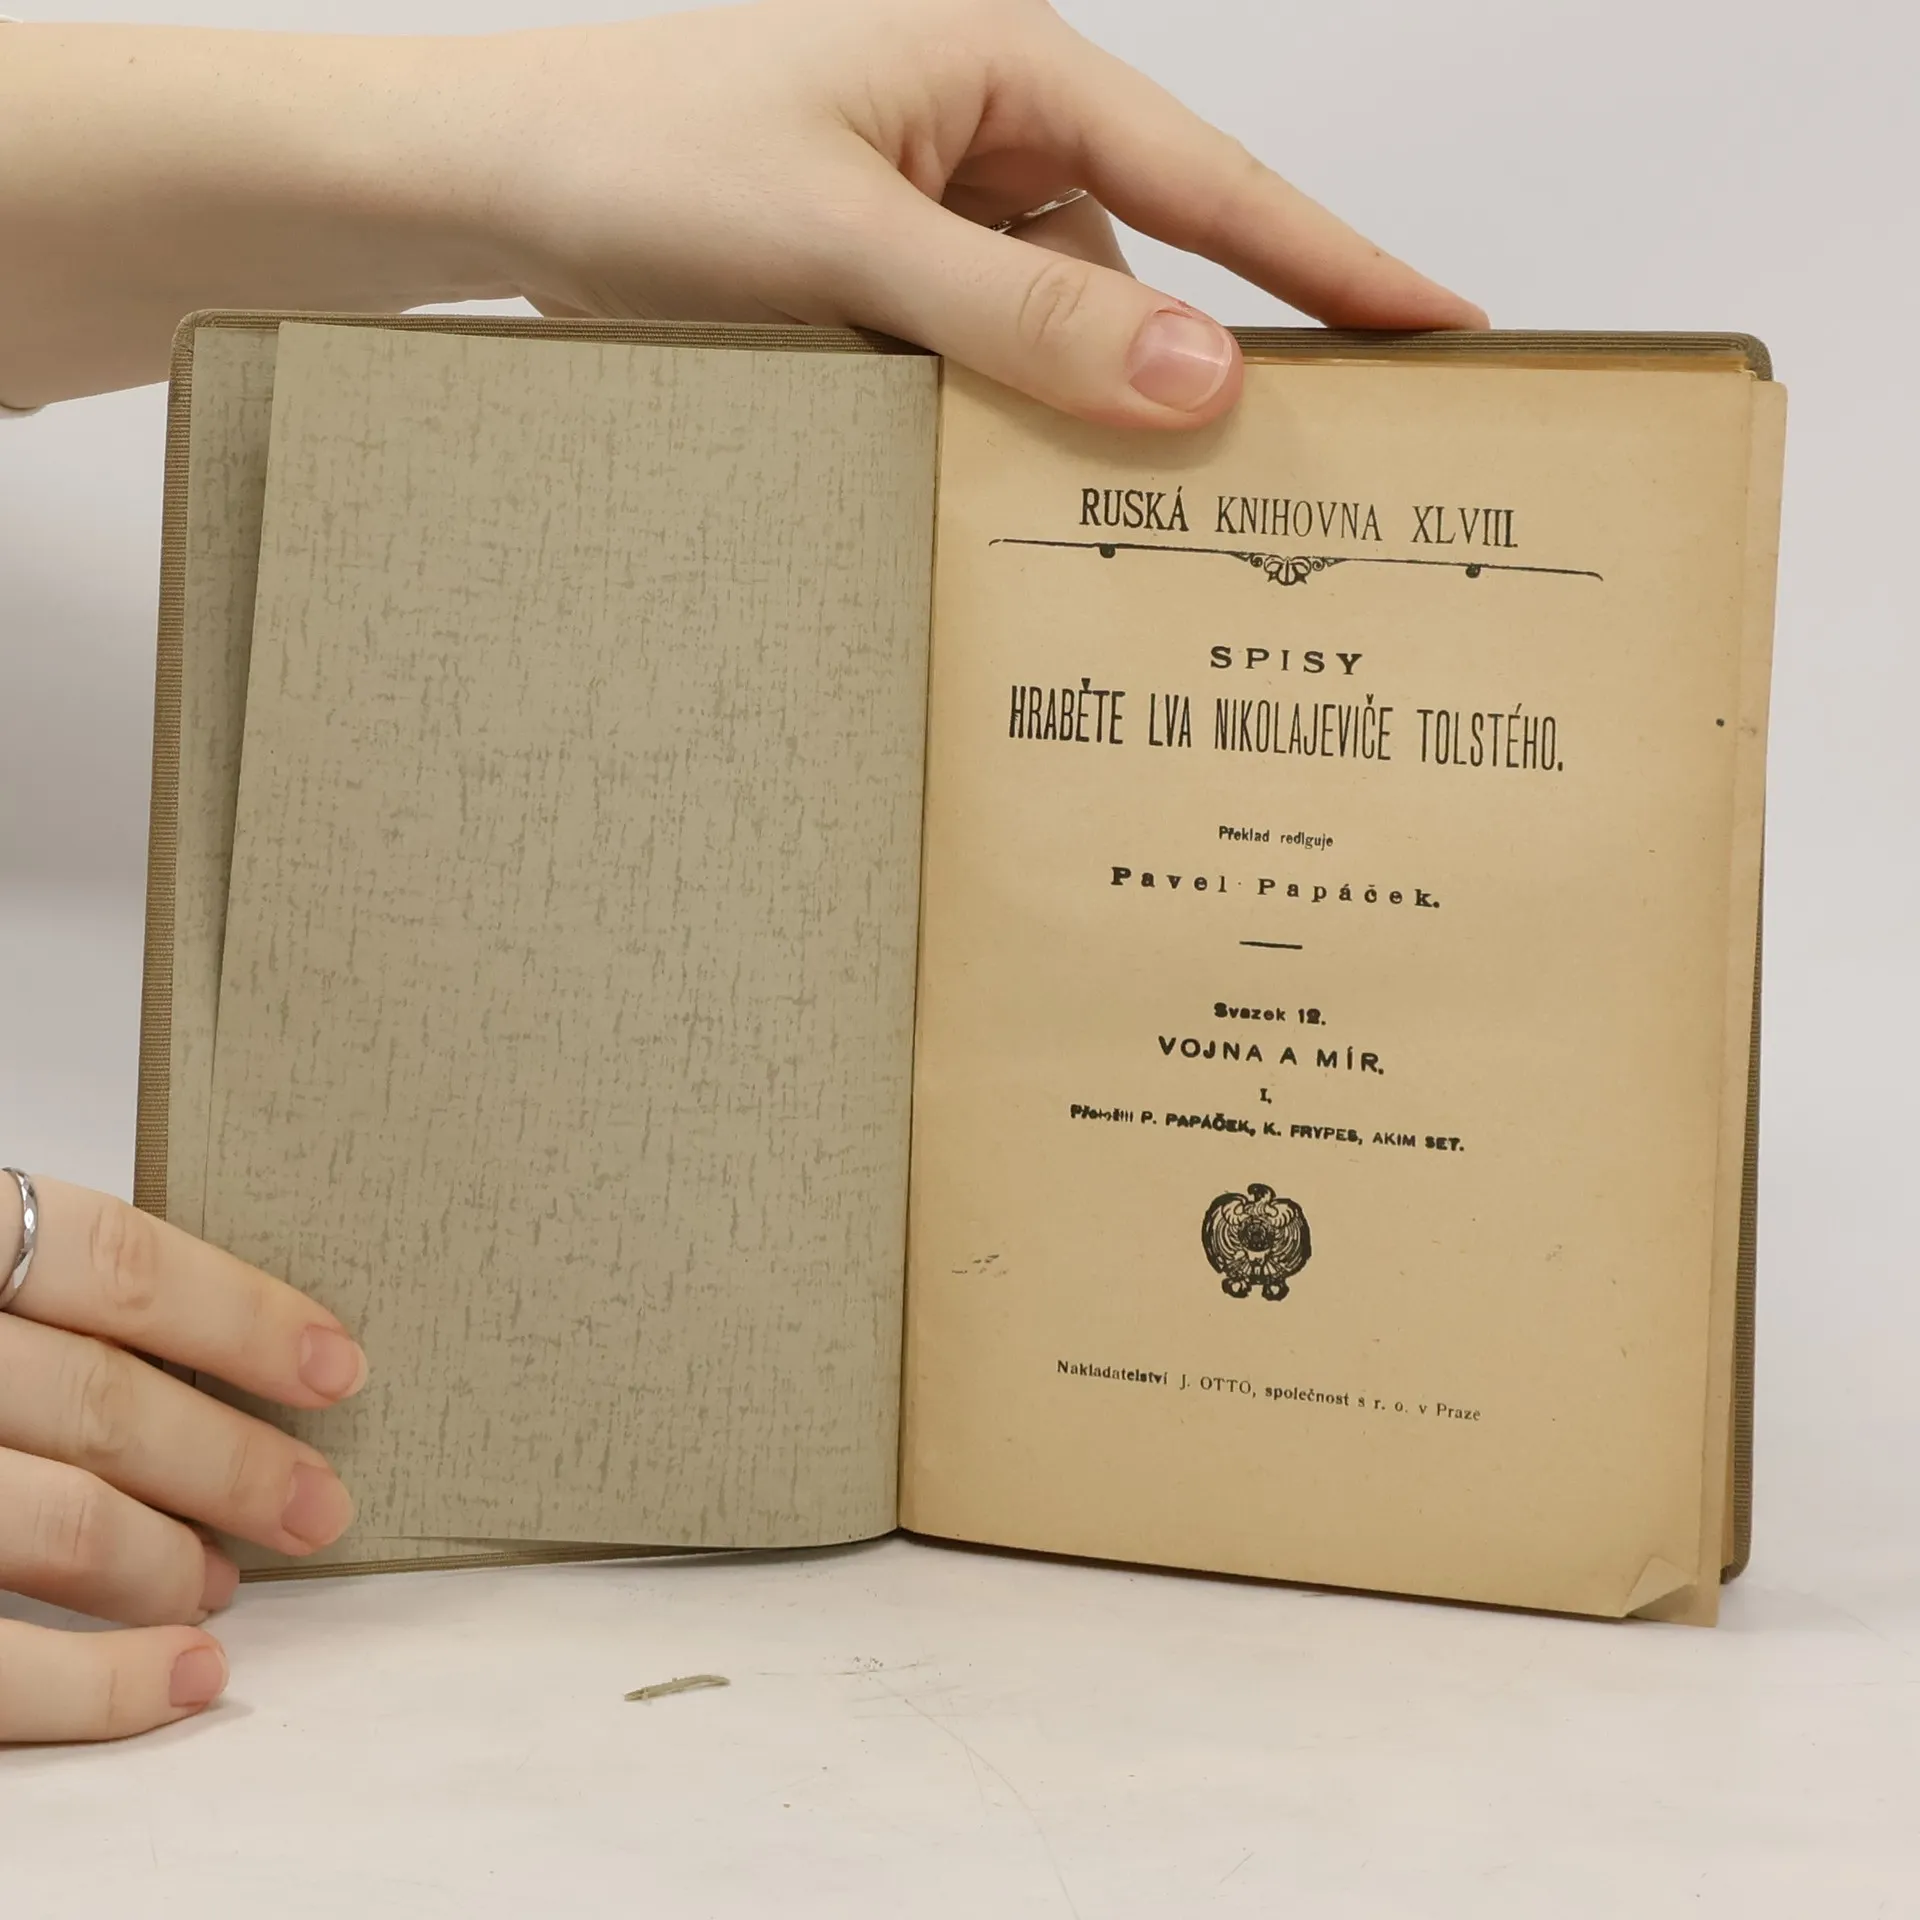 RUSKÁ KNIHOVNA XLVIII.
SPISY
HRABĚTE LVA NIKOLAJEVIČE TOLSTÉHO.
Překlad rediguje
Pavel Papáček.
Svazek 12.
VOJNA A MÍR.
I.
Přeložili P. PAPÁČEK, K. FRYPES, AKIM SET.
Nakladatelství J. OTTO, společnost s r. o. v Praze